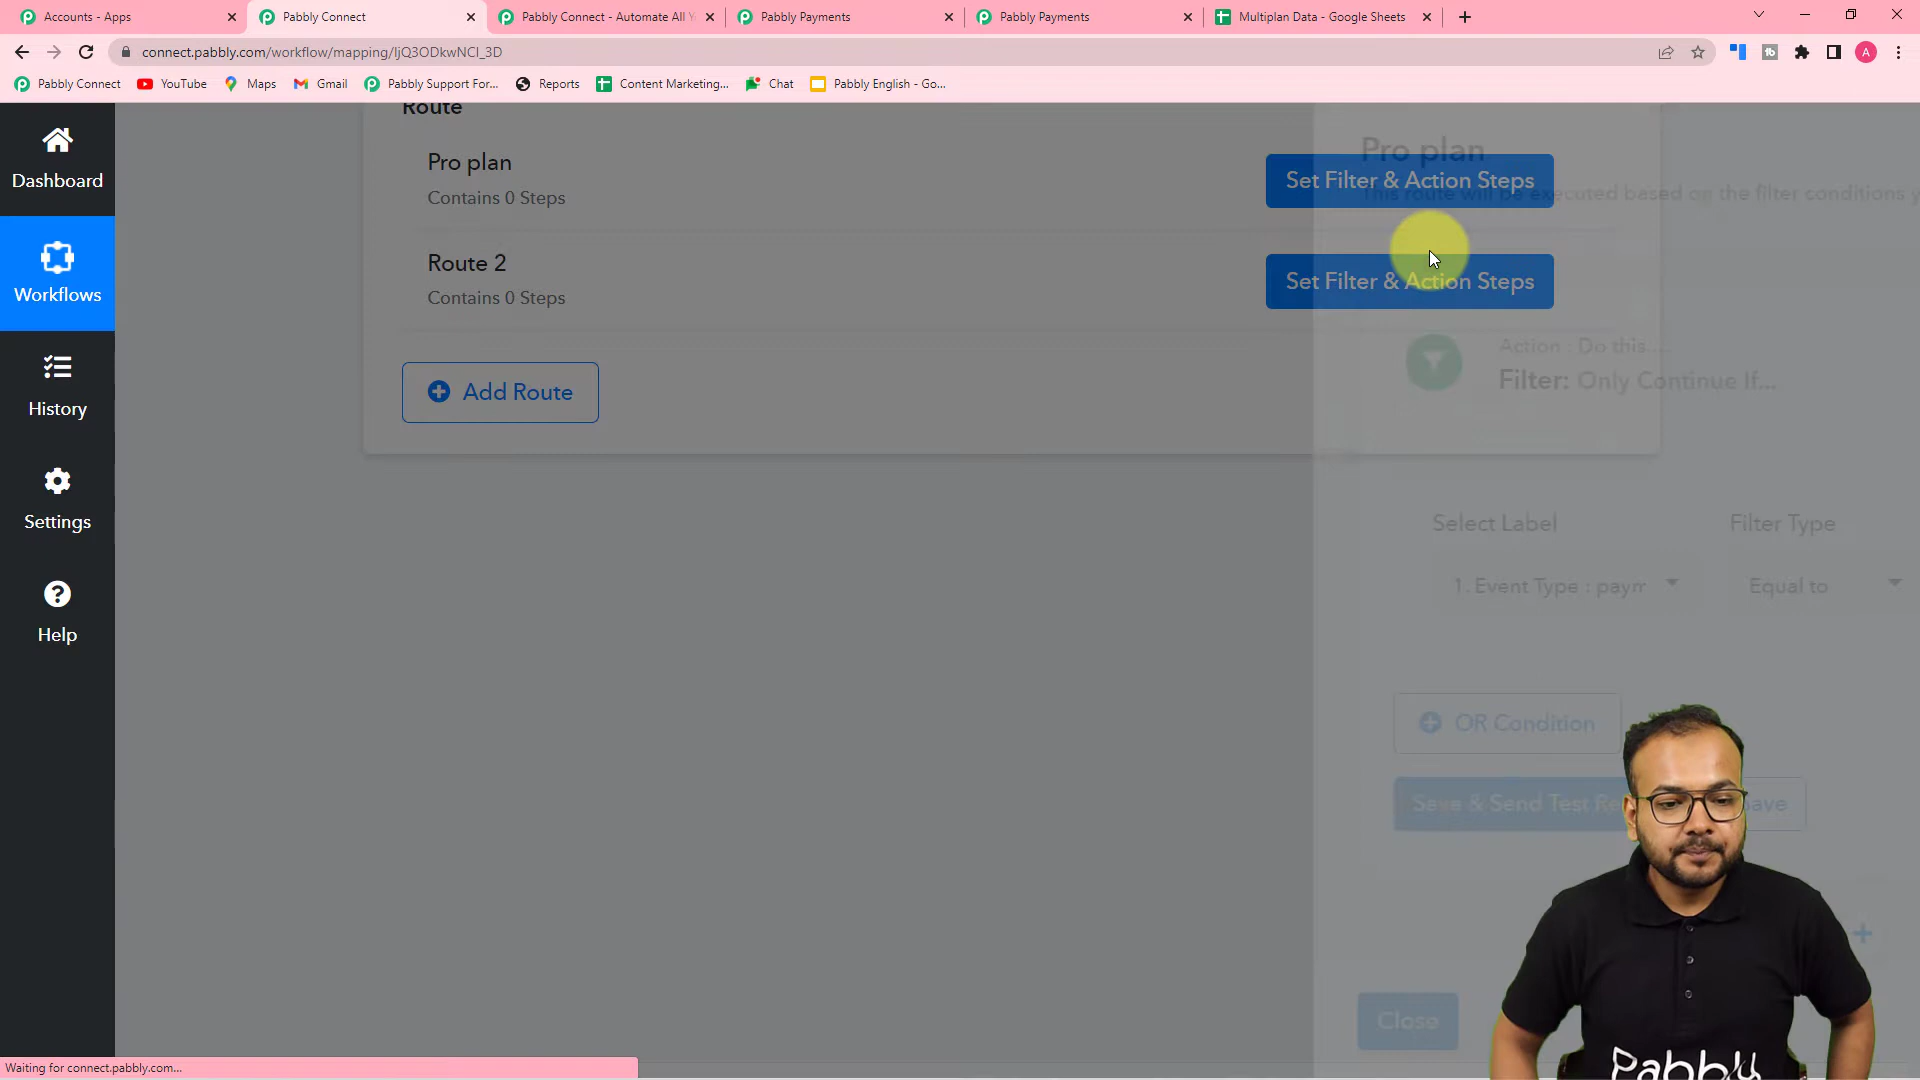 Accounts - Apps
Pabbly Connect
Pabbly Connect - Automate All Y
Pabbly Payments
Pabbly Payments
Multiplan Data - Google Sheets
Pabbly Connect
YouTube
Maps
Gmail
Pabbly Support For...
Reports
Content Marketing...
Chat
Pabbly English - Go...
Dashboard
Workflows
History
Settings
Help
Route
Pro plan
Contains 0 Steps
Set Filter & Action Steps
Route 2
Contains 0 Steps
Set Filter & Action Steps
Add Route
Pro plan
This route will be executed based on the filter conditions y
Action : Do this ...
Filter: Only Continue If...
Select Label
Filter Type
1. Event Type : paym
Equal to
OR Condition
Save & Send Test Re
ave
Close
Pabbly
Waiting for connect.pabbly.com...